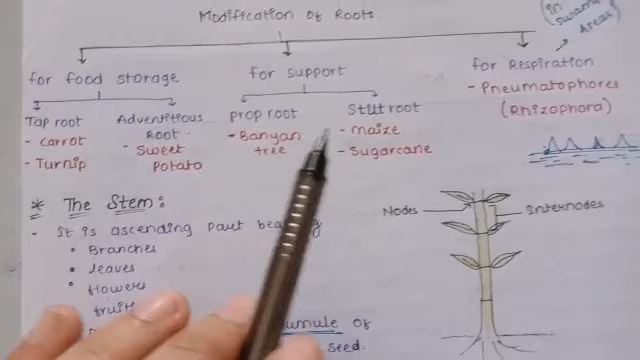 Modification of Roots
(in
swamp
areas)
for food storage
for support
for Respiration
- Pneumatophores
(Rhizophora)
Tap root
- carrot
- Turnip
Adventitious
Root
- Sweet
Potato
Prop root
- Banyan
tree
Stilt root
- maize
- Sugarcane
* The Stem:
- It is ascending part
• Branches
• leaves
• flowers
Nodes
Internodes
of
seed.